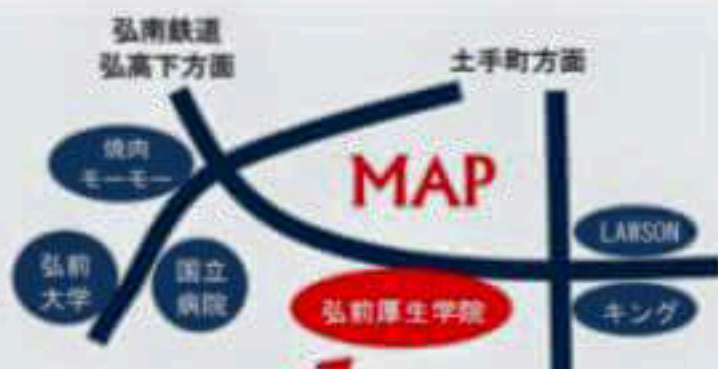 弘南鉄道
弘高下方面
土手町方面
焼肉
モーモー
MAP
弘前
大学
国立
病院
LAWSON
弘前厚生学院
キング